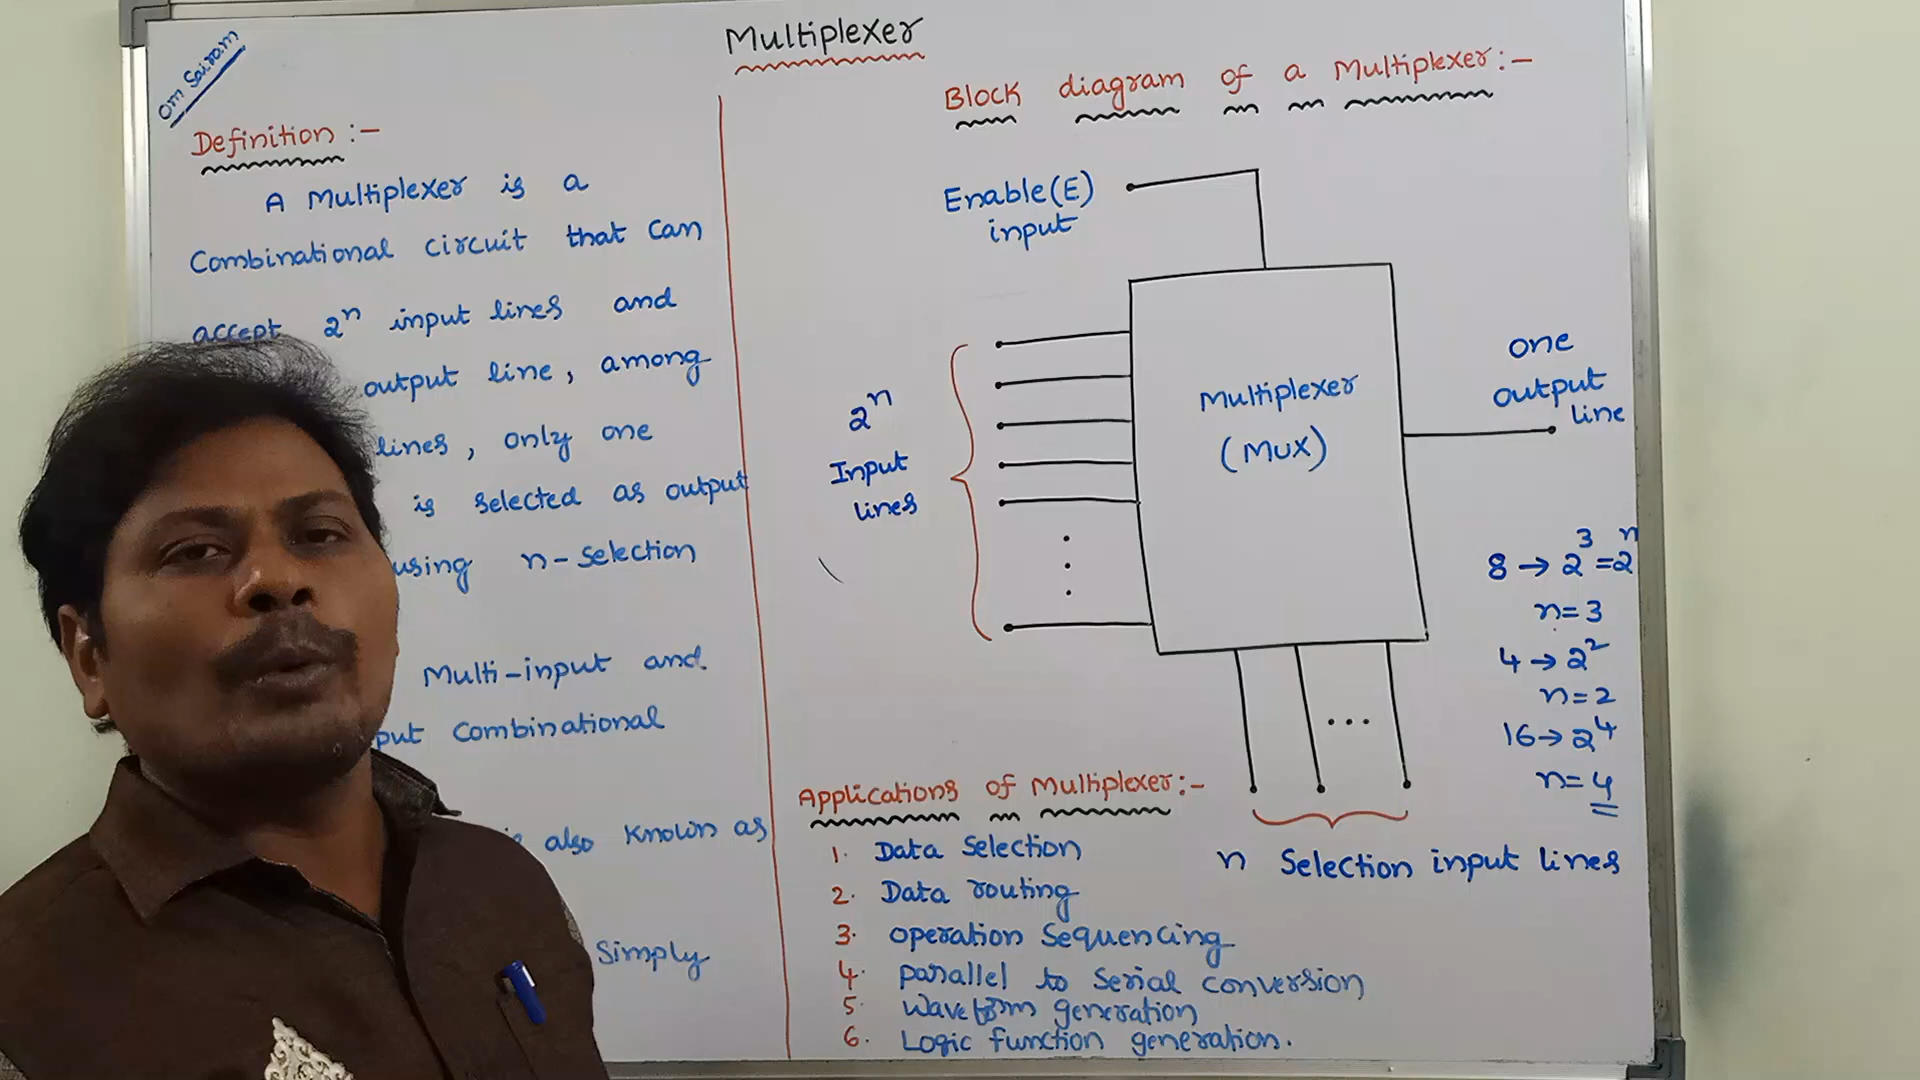 Om Sairam
Multiplexer
Definition :-
A Multiplexer is a
Combinational circuit that can
accept 2ⁿ input lines and
output line, among
lines, only one
is selected as output
using n-selection
Multi-input and
put Combinational
also known as
Simply
Block diagram of a Multiplexer :-
Enable(E)
input
2ⁿ
Input
lines
Multiplexer
(MUX)
one
output
line
8 → 2³=2ⁿ
n=3
4 → 2²
n=2
16 → 2⁴
n=4
n Selection input lines
Applications of Multiplexer:-
1. Data Selection
2. Data routing
3. operation Sequencing
4. parallel to serial conversion
5. Waveform generation
6. Logic function generation.